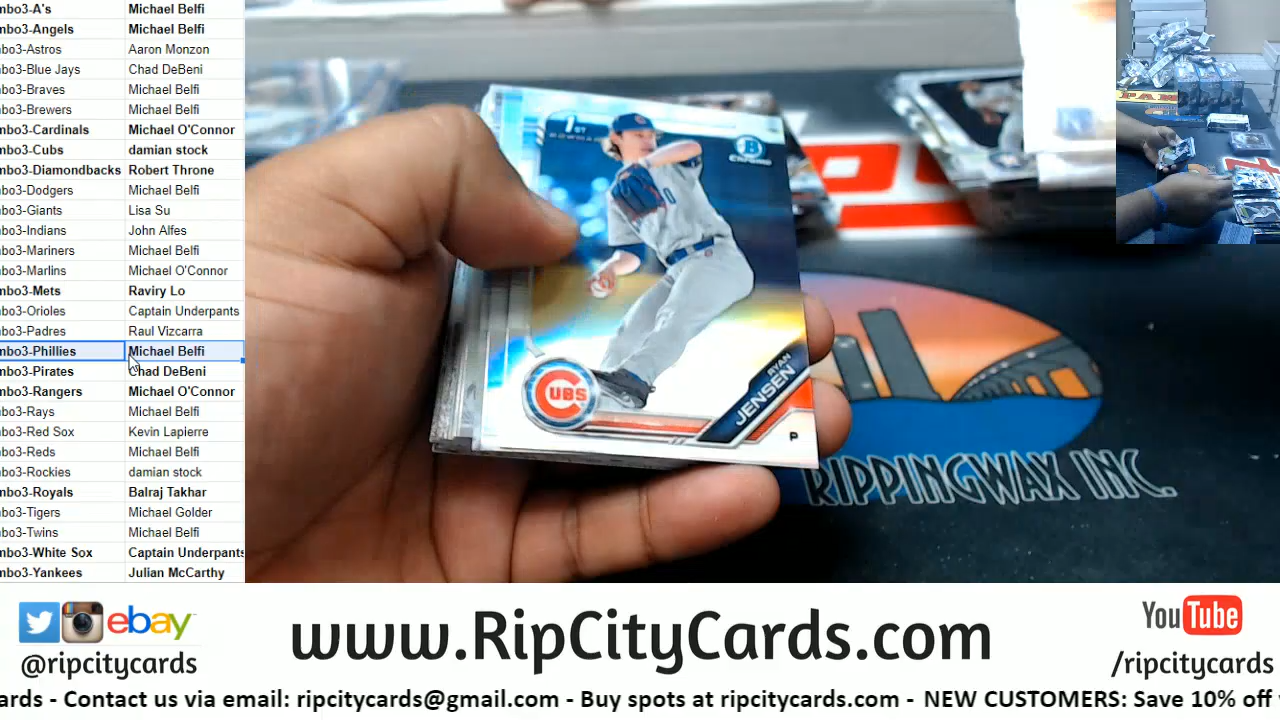 mbo3-A's Michael Belfi
mbo3-Angels Michael Belfi
mbo3-Astros Aaron Monzon
bo3-Blue Jays Chad DeBeni
mbo3-Braves Michael Belfi
mbo3-Brewers Michael Belfi
mbo3-Cardinals Michael O'Connor
mbo3-Cubs damian stock
mbo3-Diamondbacks Robert Throne
mbo3-Dodgers Michael Belfi
mbo3-Giants Lisa Su
mbo3-Indians John Alfes
mbo3-Mariners Michael Belfi
mbo3-Marlins Michael O'Connor
mbo3-Mets Raviry Lo
mbo3-Orioles Captain Underpants
mbo3-Padres Raul Vizcarra
mbo3-Phillies Michael Belfi
mbo3-Pirates Chad DeBeni
mbo3-Rangers Michael O'Connor
mbo3-Rays Michael Belfi
mbo3-Red Sox Kevin Lapierre
mbo3-Reds Michael Belfi
mbo3-Rockies damian stock
mbo3-Royals Balraj Takhar
mbo3-Tigers Michael Golder
mbo3-Twins Michael Belfi
mbo3-White Sox Captain Underpants
mbo3-Yankees Julian McCarthy
1ST
BOWMAN
B
CHROME
CUBS
RYAN
JENSEN
P
RIPPINGWAX INC.
ebay
@ripcitycards
www.RipCityCards.com
YouTube
/ripcitycards
ards - Contact us via email: ripcitycards@gmail.com - Buy spots at ripcitycards.com - NEW CUSTOMERS: Save 10% off